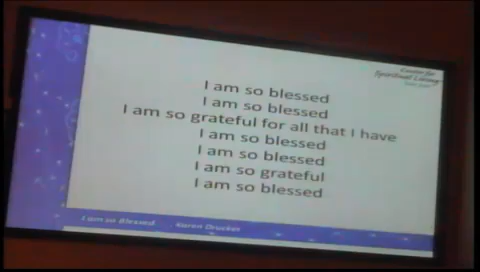 Center for
Spiritual Living
I am so blessed
I am so blessed
I am so grateful for all that I have
I am so blessed
I am so blessed
I am so grateful
I am so blessed
I am so Blessed Karen Drucker